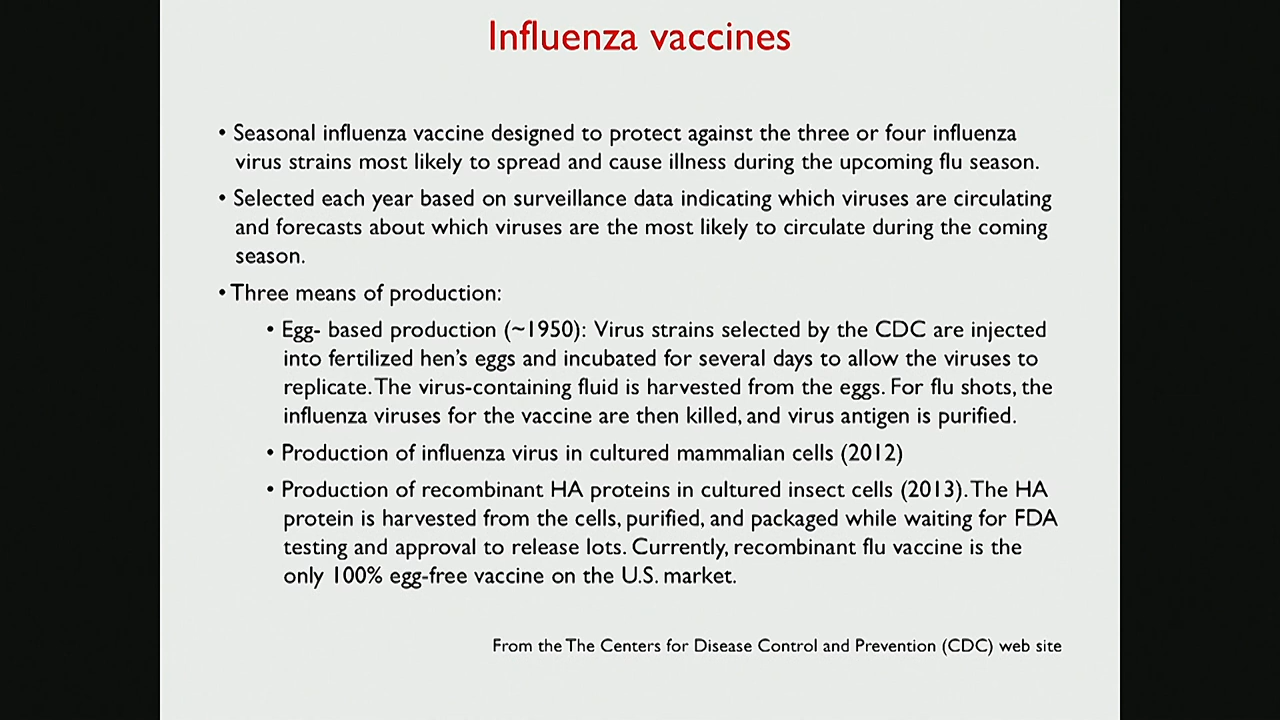 Influenza vaccines
• Seasonal influenza vaccine designed to protect against the three or four influenza
virus strains most likely to spread and cause illness during the upcoming flu season.
• Selected each year based on surveillance data indicating which viruses are circulating
and forecasts about which viruses are the most likely to circulate during the coming
season.
• Three means of production:
• Egg- based production (~1950): Virus strains selected by the CDC are injected
into fertilized hen's eggs and incubated for several days to allow the viruses to
replicate. The virus-containing fluid is harvested from the eggs. For flu shots, the
influenza viruses for the vaccine are then killed, and virus antigen is purified.
• Production of influenza virus in cultured mammalian cells (2012)
• Production of recombinant HA proteins in cultured insect cells (2013). The HA
protein is harvested from the cells, purified, and packaged while waiting for FDA
testing and approval to release lots. Currently, recombinant flu vaccine is the
only 100% egg-free vaccine on the U.S. market.
From the The Centers for Disease Control and Prevention (CDC) web site